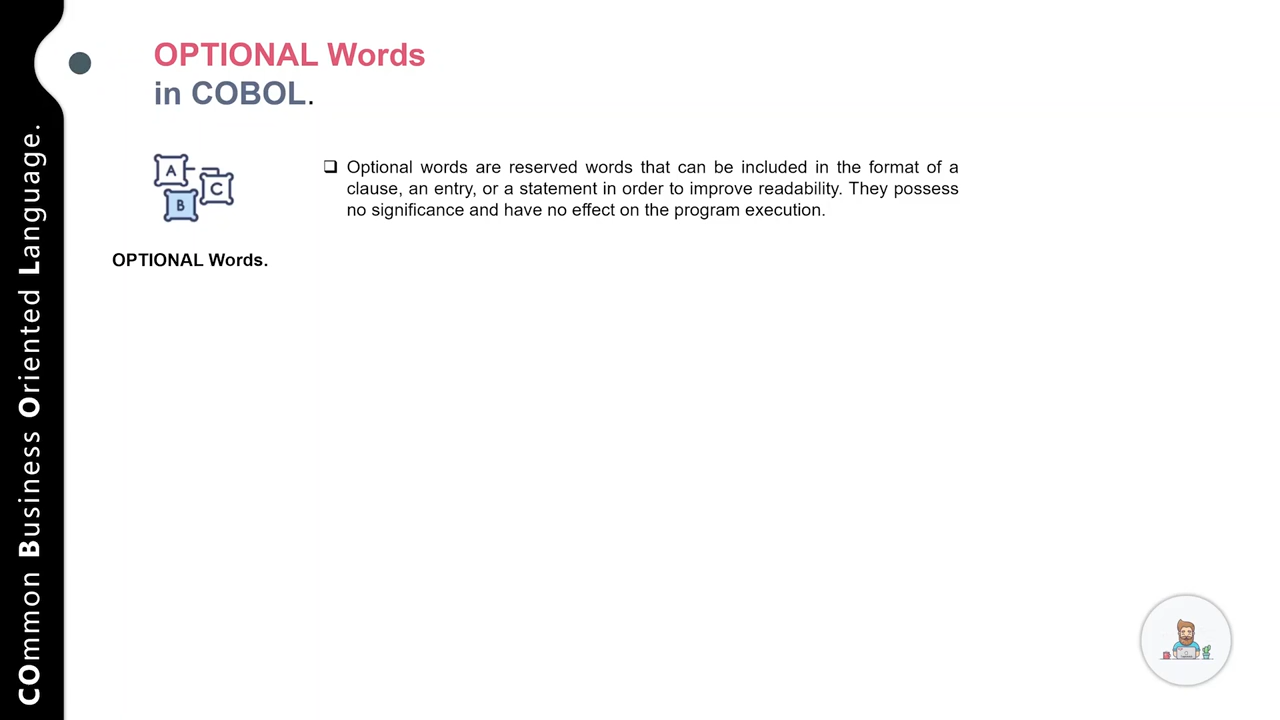 COmmon Business Oriented Language.
OPTIONAL Words
in COBOL.
A
B
C
OPTIONAL Words.
❑ Optional words are reserved words that can be included in the format of a
clause, an entry, or a statement in order to improve readability. They possess
no significance and have no effect on the program execution.